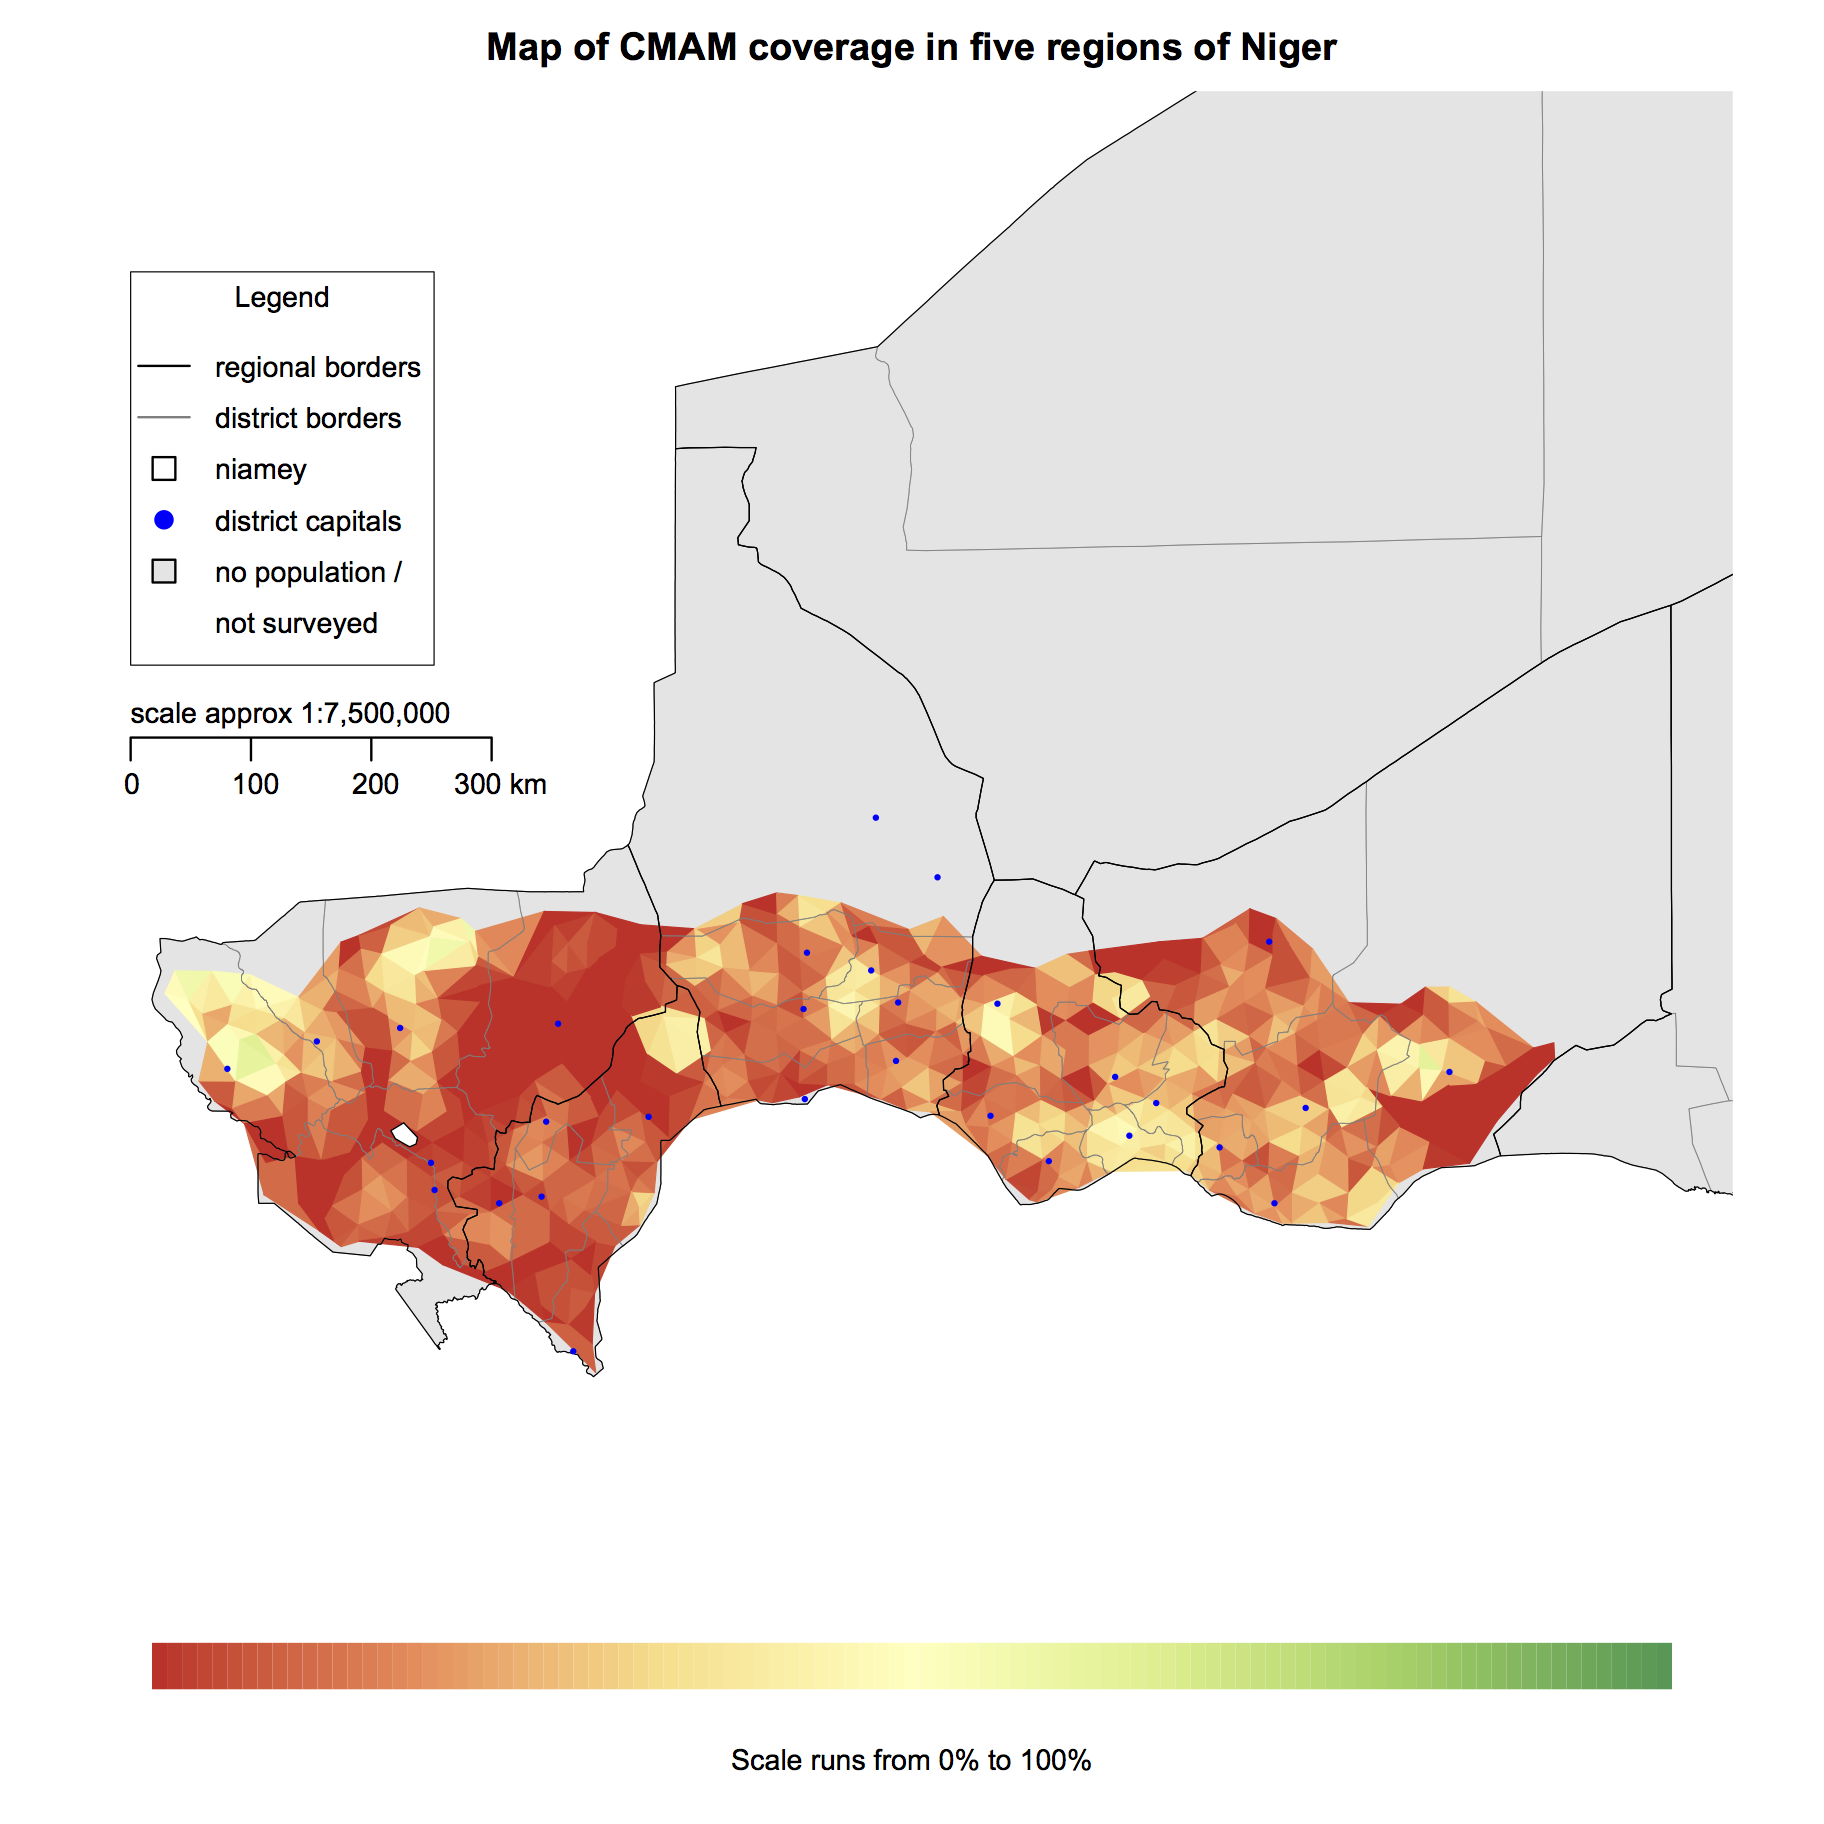 Map of CMAM coverage in five regions of Niger
Legend
regional borders
district borders
niamey
district capitals
no population /
not surveyed
scale approx 1:7,500,000
0 100 200 300 km
Scale runs from 0% to 100%